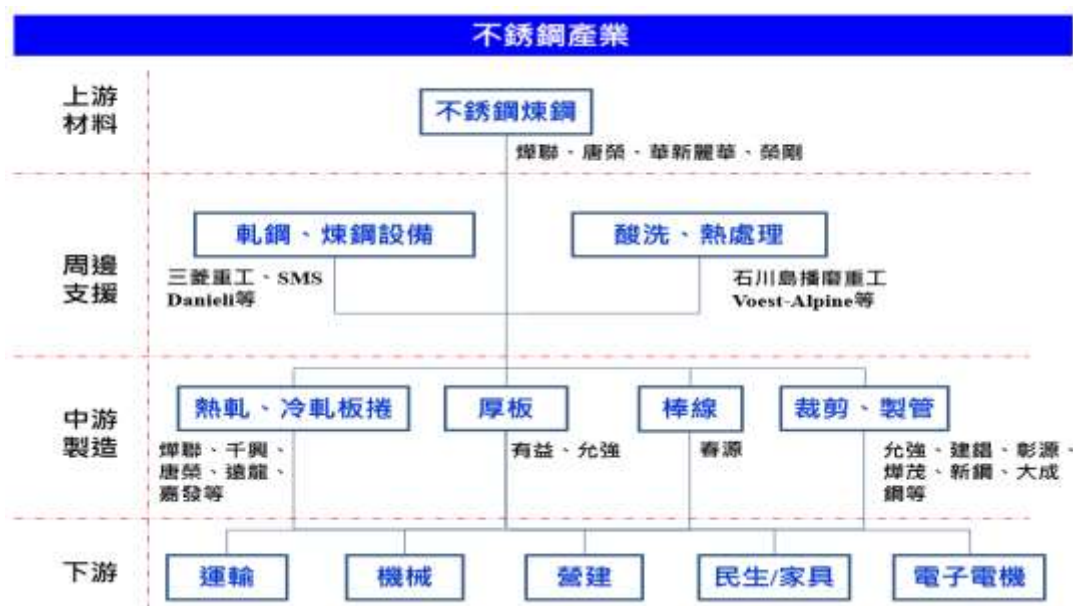 不銹鋼產業
上游
材料
不銹鋼煉鋼
燁聯、唐榮、華新麗華、榮剛
周邊
支援
軋鋼、煉鋼設備
三菱重工、SMS
Danieli等
酸洗、熱處理
石川島播磨重工
Voest-Alpine等
中游
製造
熱軋、冷軋板捲
燁聯、千興、
唐榮、遠龍、
嘉發等
厚板
有益、允強
棒線
春源
裁剪、製管
允強、建錩、彰源、
燁茂、新鋼、大成
鋼等
下游
運輸
機械
營建
民生/家具
電子電機